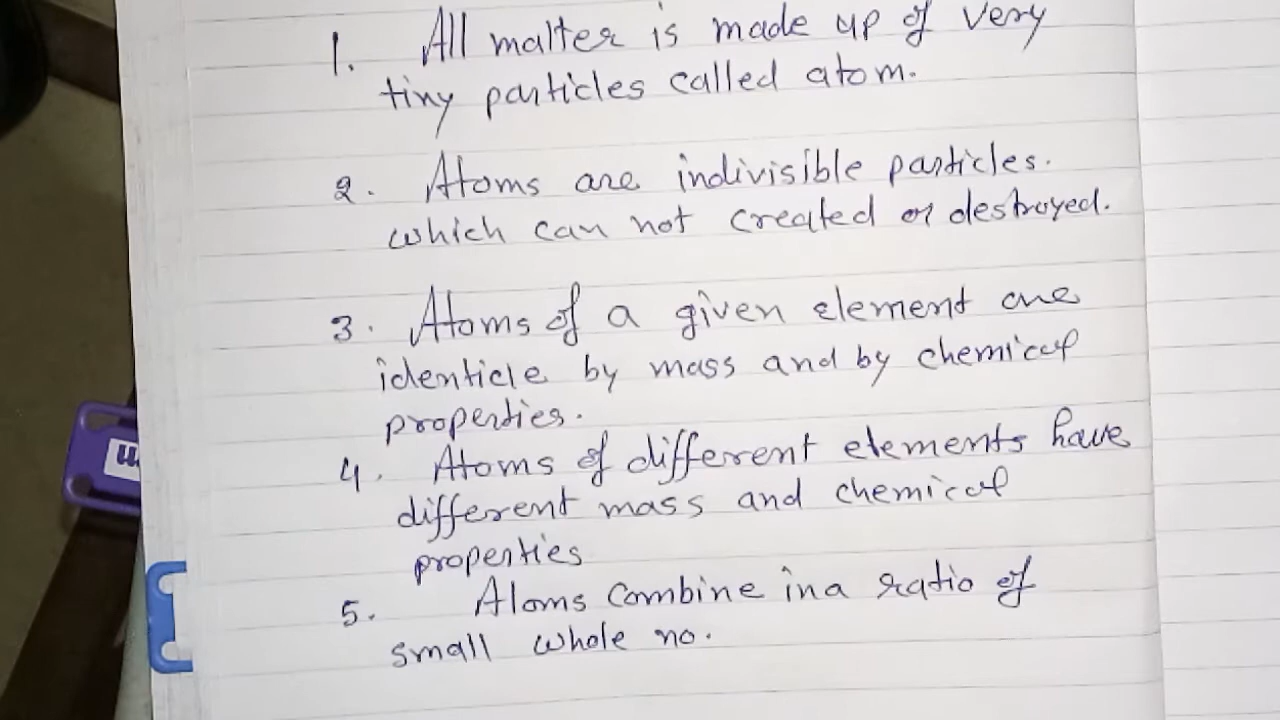 1. All matter is made up of very
tiny particles called atom.
2. Atoms are indivisible particles.
which can not created or destroyed.
3. Atoms of a given element are
identicle by mass and by chemical
properties.
4. Atoms of different elements have
different mass and chemical
properties
5. Atoms combine in a ratio of
small whole no.